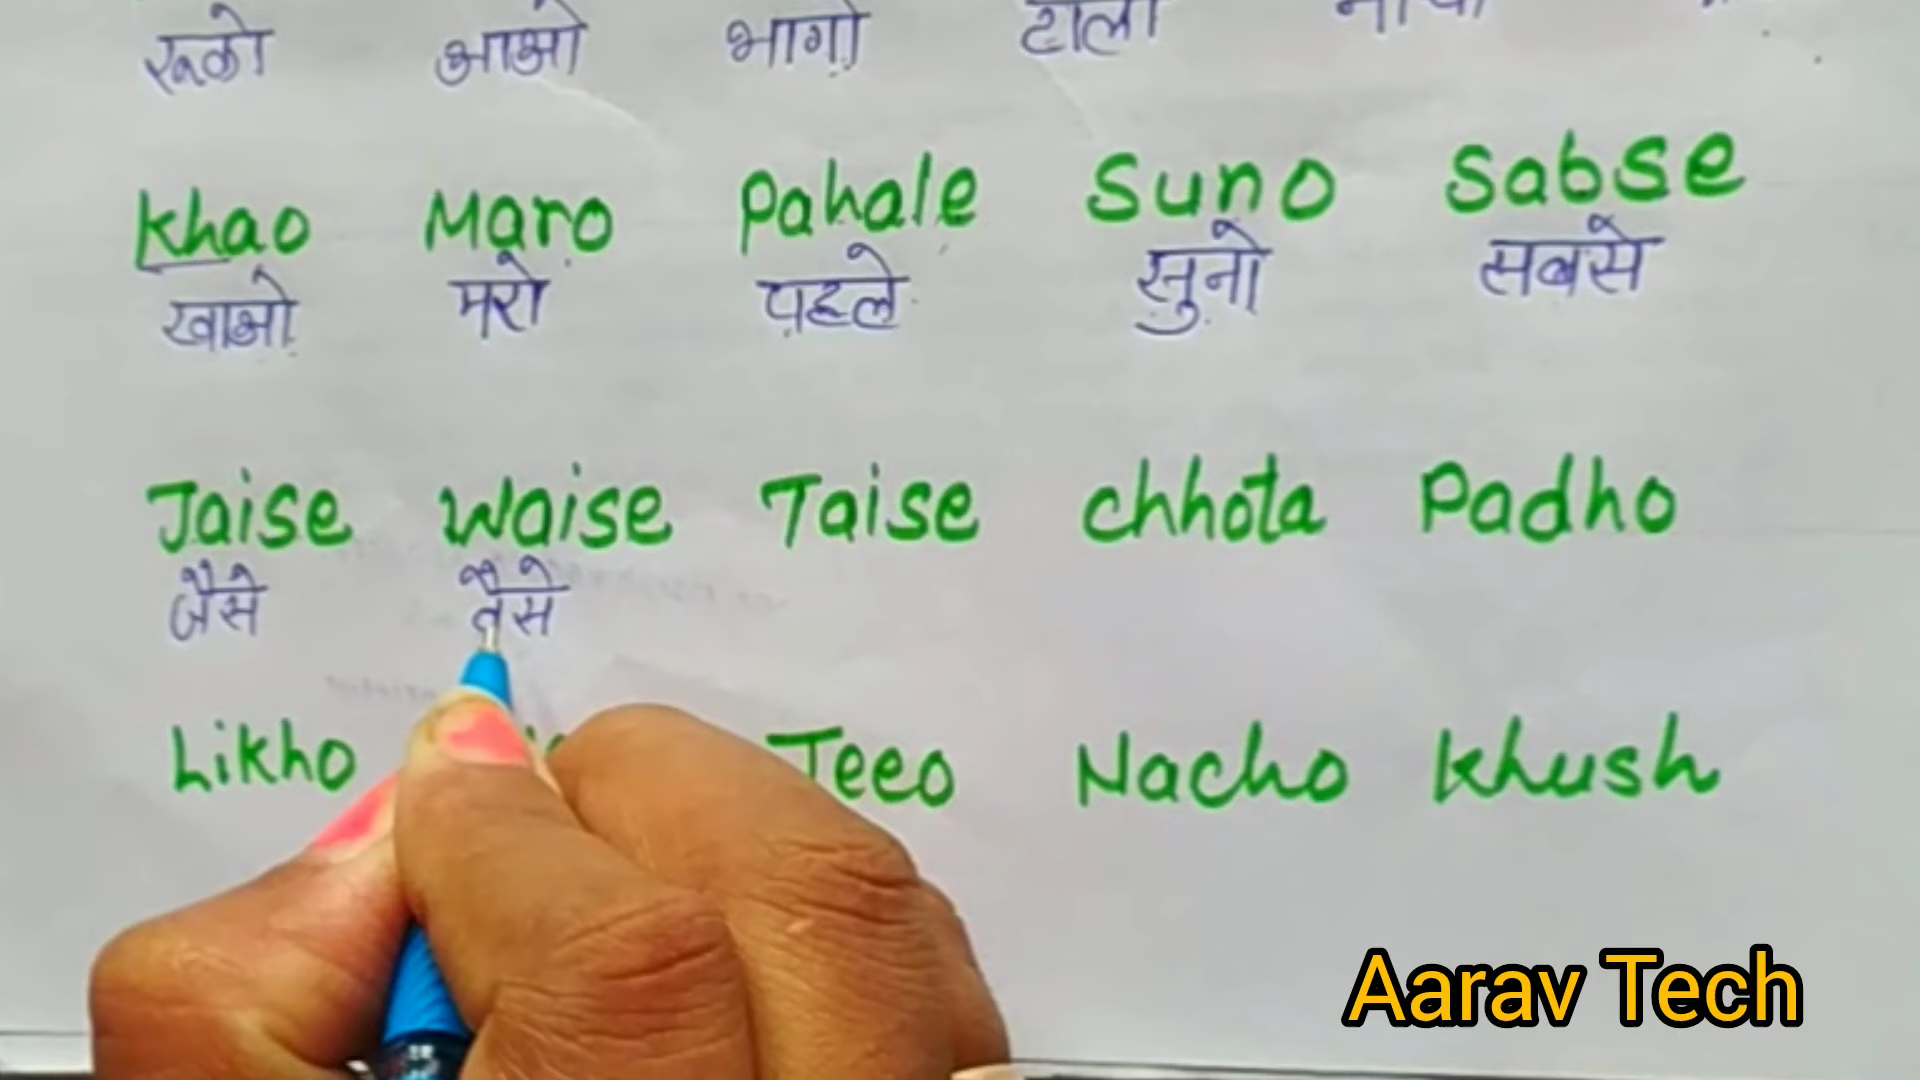 रूको आओ भागो टाला
Khao Maro Pahale Suno Sabse
खाओ मरो पहले सुनो सबसे
Jaise Waise Taise chhota Padho
जैसे तैसे
Likho Jeeo Nacho Khush
Aarav Tech